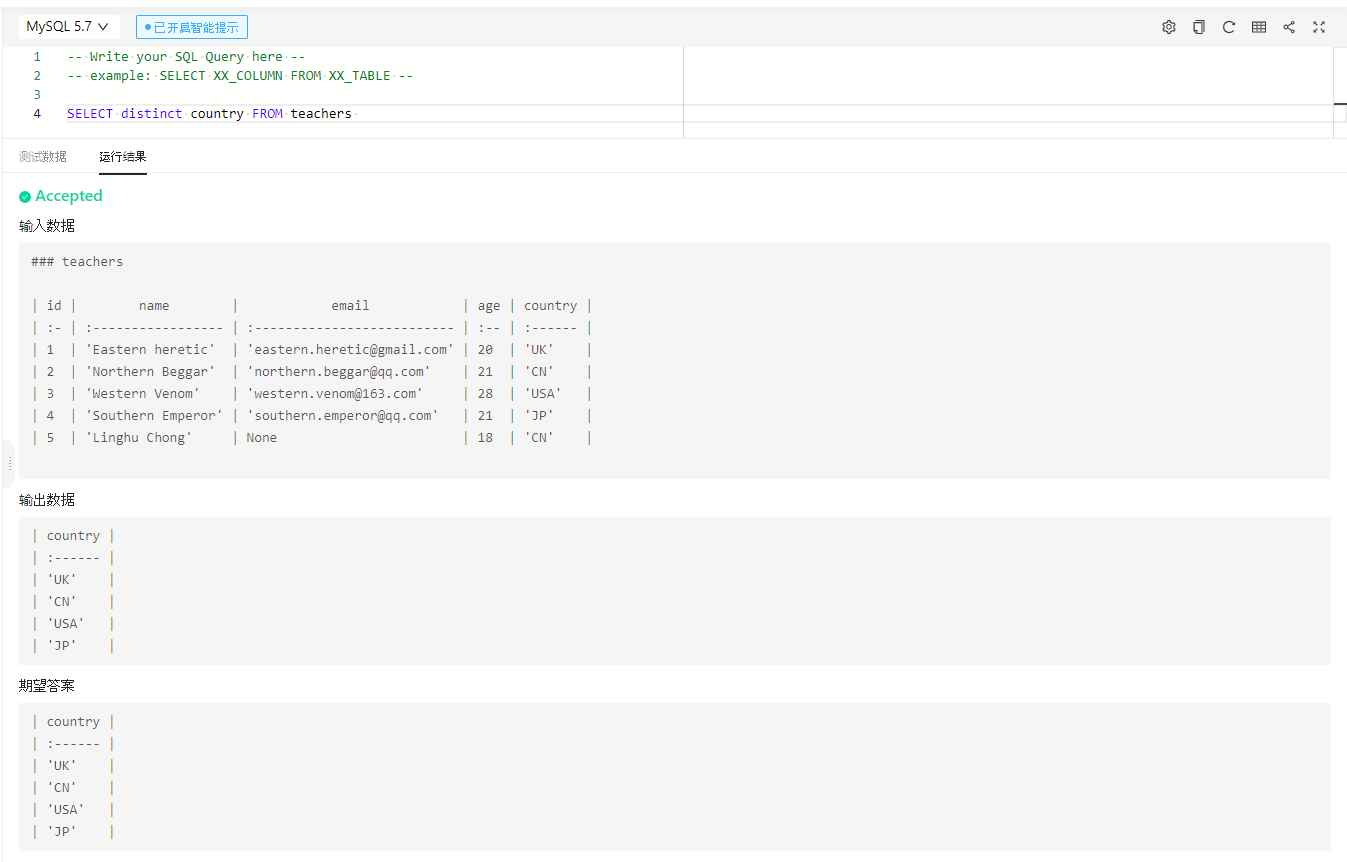 MySQL 5.7 已开启智能提示
1 -- Write your SQL Query here --
2 -- example: SELECT XX_COLUMN FROM XX_TABLE --
3
4 SELECT distinct country FROM teachers
测试数据 运行结果
Accepted
输入数据
### teachers
| id | name | email | age | country |
| :- | :----------------- | :-------------------------- | :-- | :------ |
| 1 | 'Eastern heretic' | 'eastern.heretic@gmail.com' | 20 | 'UK' |
| 2 | 'Northern Beggar' | 'northern.beggar@qq.com' | 21 | 'CN' |
| 3 | 'Western Venom' | 'western.venom@163.com' | 28 | 'USA' |
| 4 | 'Southern Emperor' | 'southern.emperor@qq.com' | 21 | 'JP' |
| 5 | 'Linghu Chong' | None | 18 | 'CN' |
输出数据
| country |
| :------ |
| 'UK' |
| 'CN' |
| 'USA' |
| 'JP' |
期望答案
| country |
| :------ |
| 'UK' |
| 'CN' |
| 'USA' |
| 'JP' |